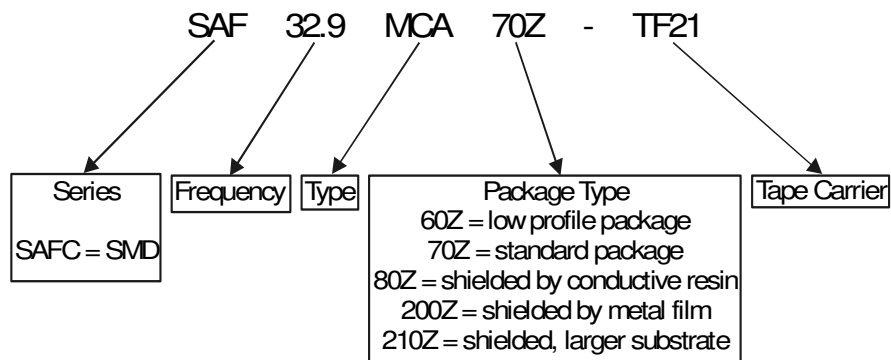 SAF 32.9 MCA 70Z - TF21
Series
SAFC = SMD
Frequency
Type
Package Type
60Z = low profile package
70Z = standard package
80Z = shielded by conductive resin
200Z = shielded by metal film
210Z = shielded, larger substrate
Tape Carrier